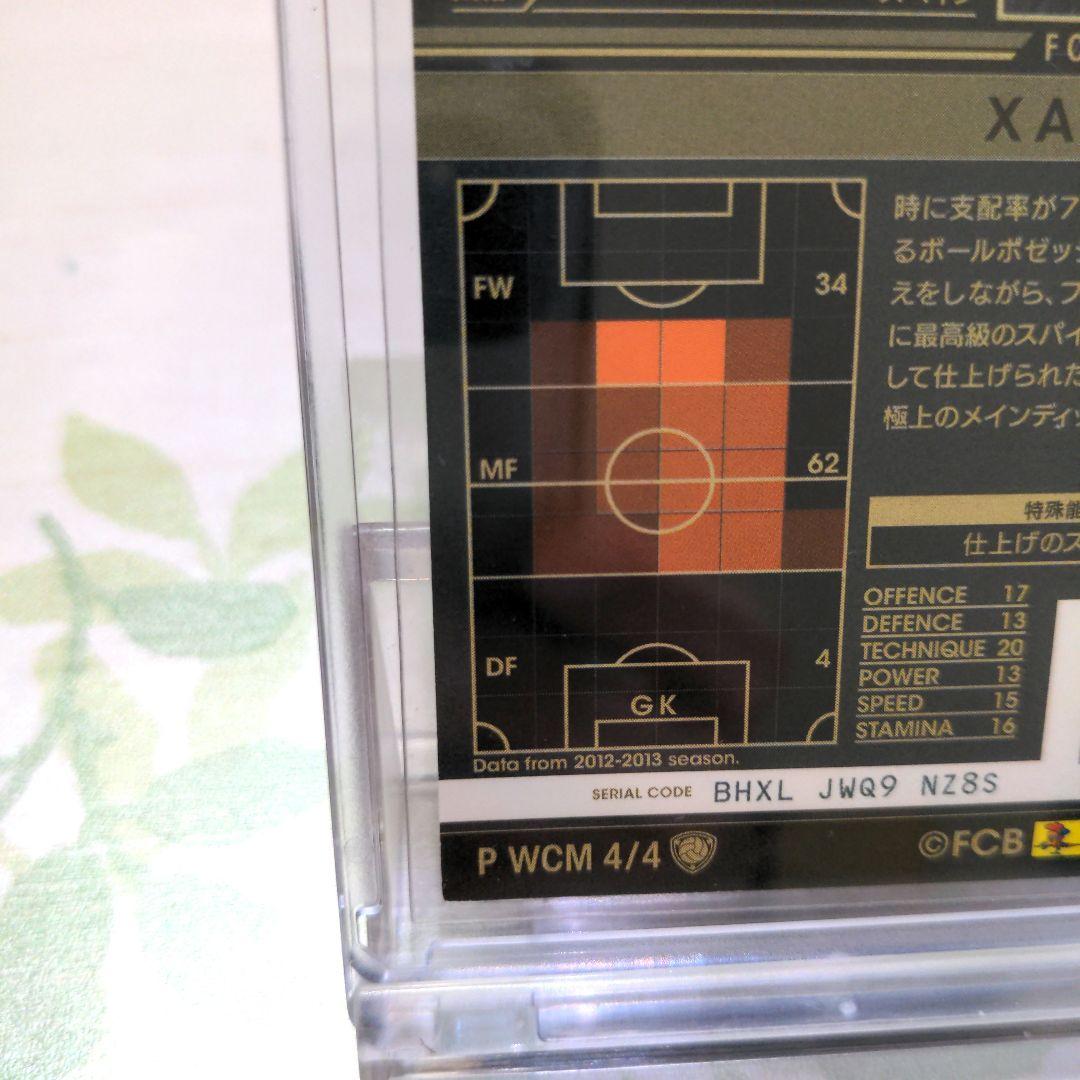 FC
XA
FW 34
MF 62
DF 4
GK
Data from 2012-2013 season.
時に支配率が7
るボールポゼッ
えをしながら、フ
に最高級のスパイ
して仕上げられた
極上のメインディッ
特殊能
仕上げのス
OFFENCE 17
DEFENCE 13
TECHNIQUE 20
POWER 13
SPEED 15
STAMINA 16
SERIAL CODE BHXL JWQ9 NZ8S
P WCM 4/4
©FCB